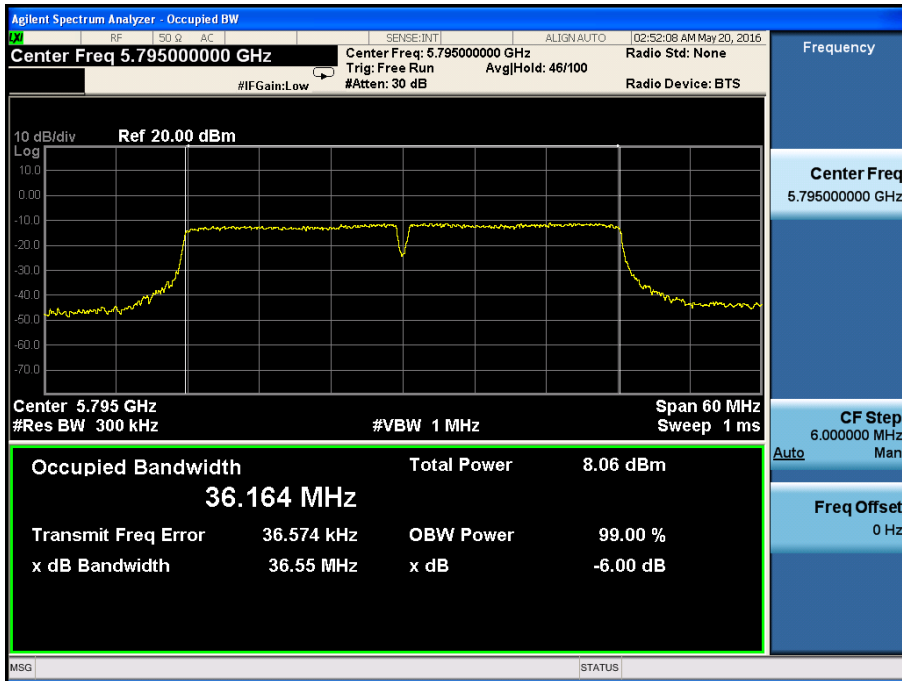 Agilent Spectrum Analyzer - Occupied BW
LXI RF 50 Ω AC SENSE:INT ALIGN AUTO 02:52:08 AM May 20, 2016
Center Freq 5.795000000 GHz
Center Freq: 5.795000000 GHz
Radio Std: None
Trig: Free Run Avg|Hold: 46/100
#IFGain:Low
#Atten: 30 dB
Radio Device: BTS
10 dB/div Ref 20.00 dBm
Log
10.0
0.00
-10.0
-20.0
-30.0
-40.0
-50.0
-60.0
-70.0
Center 5.795 GHz Span 60 MHz
#Res BW 300 kHz #VBW 1 MHz Sweep 1 ms
Occupied Bandwidth Total Power 8.06 dBm
36.164 MHz
Transmit Freq Error 36.574 kHz OBW Power 99.00 %
x dB Bandwidth 36.55 MHz x dB -6.00 dB
MSG STATUS
Frequency
Center Freq
5.795000000 GHz
CF Step
6.000000 MHz
Auto Man
Freq Offset
0 Hz